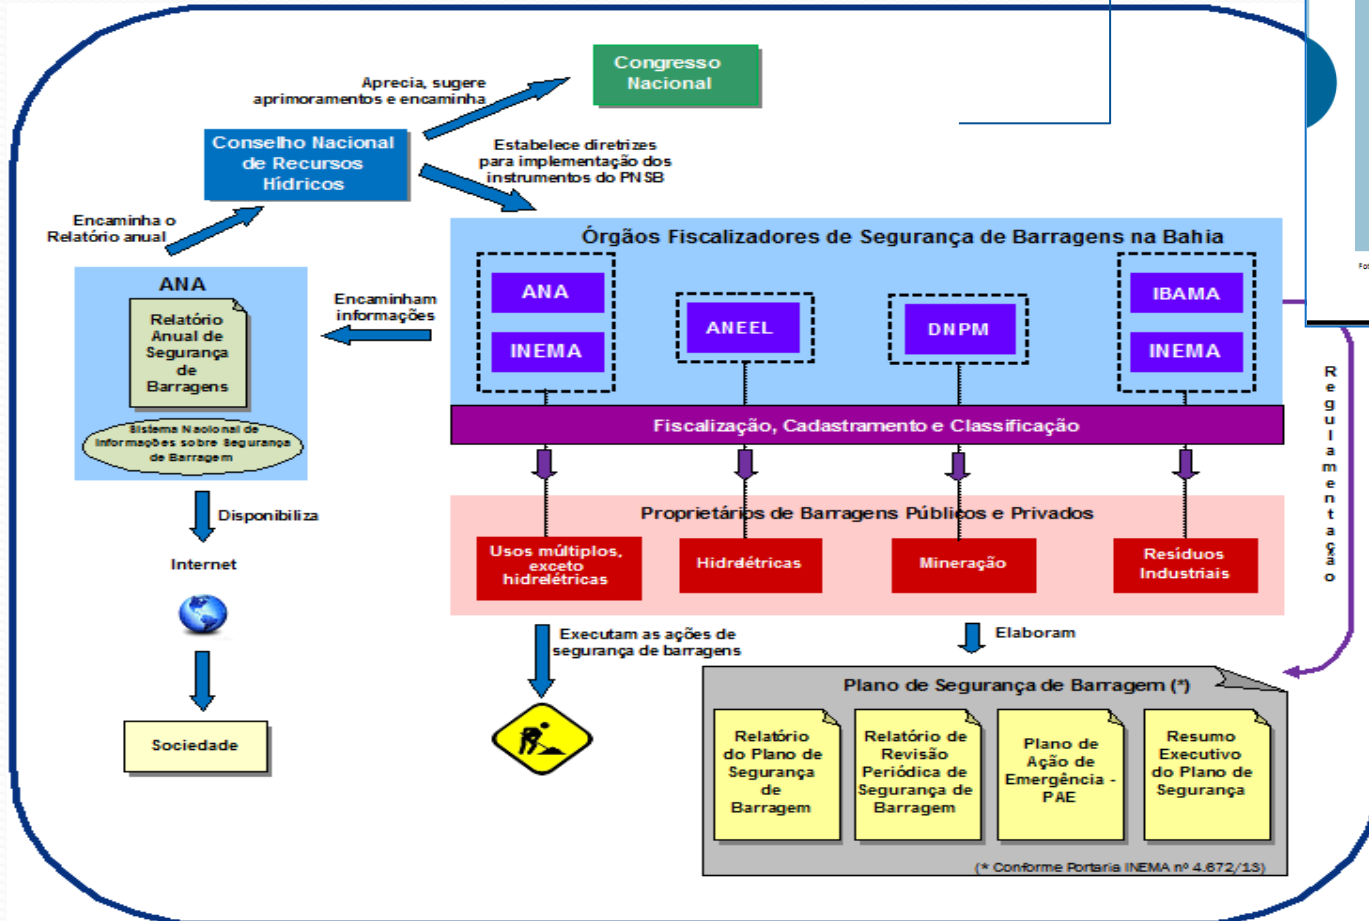 Congresso
Nacional
Aprecia, sugere
aprimoramentos e encaminha
Conselho Nacional
de Recursos
Hídricos
Estabelece diretrizes
para implementação dos
instrumentos do PNSB
Encaminha o
Relatório anual
Órgãos Fiscalizadores de Segurança de Barragens na Bahia
ANA
INEMA
ANEEL
DNPM
IBAMA
INEMA
Encaminham
informações
ANA
Relatório
Anual de
Segurança
de
Barragens
Sistema Nacional de
Informações sobre Segurança
de Barragem
Fiscalização, Cadastramento e Classificação
Regulamentação
Disponibiliza
Internet
Sociedade
Proprietários de Barragens Públicos e Privados
Usos múltiplos,
exceto
hidrelétricas
Hidrelétricas
Mineração
Resíduos
Industriais
Executam as ações de
segurança de barragens
Elaboram
Plano de Segurança de Barragem (*)
Relatório
do Plano de
Segurança
de
Barragem
Relatório de
Revisão
Periódica de
Segurança de
Barragem
Plano de
Ação de
Emergência -
PAE
Resumo
Executivo
do Plano de
Segurança
(* Conforme Portaria INEMA nº 4.672/13)